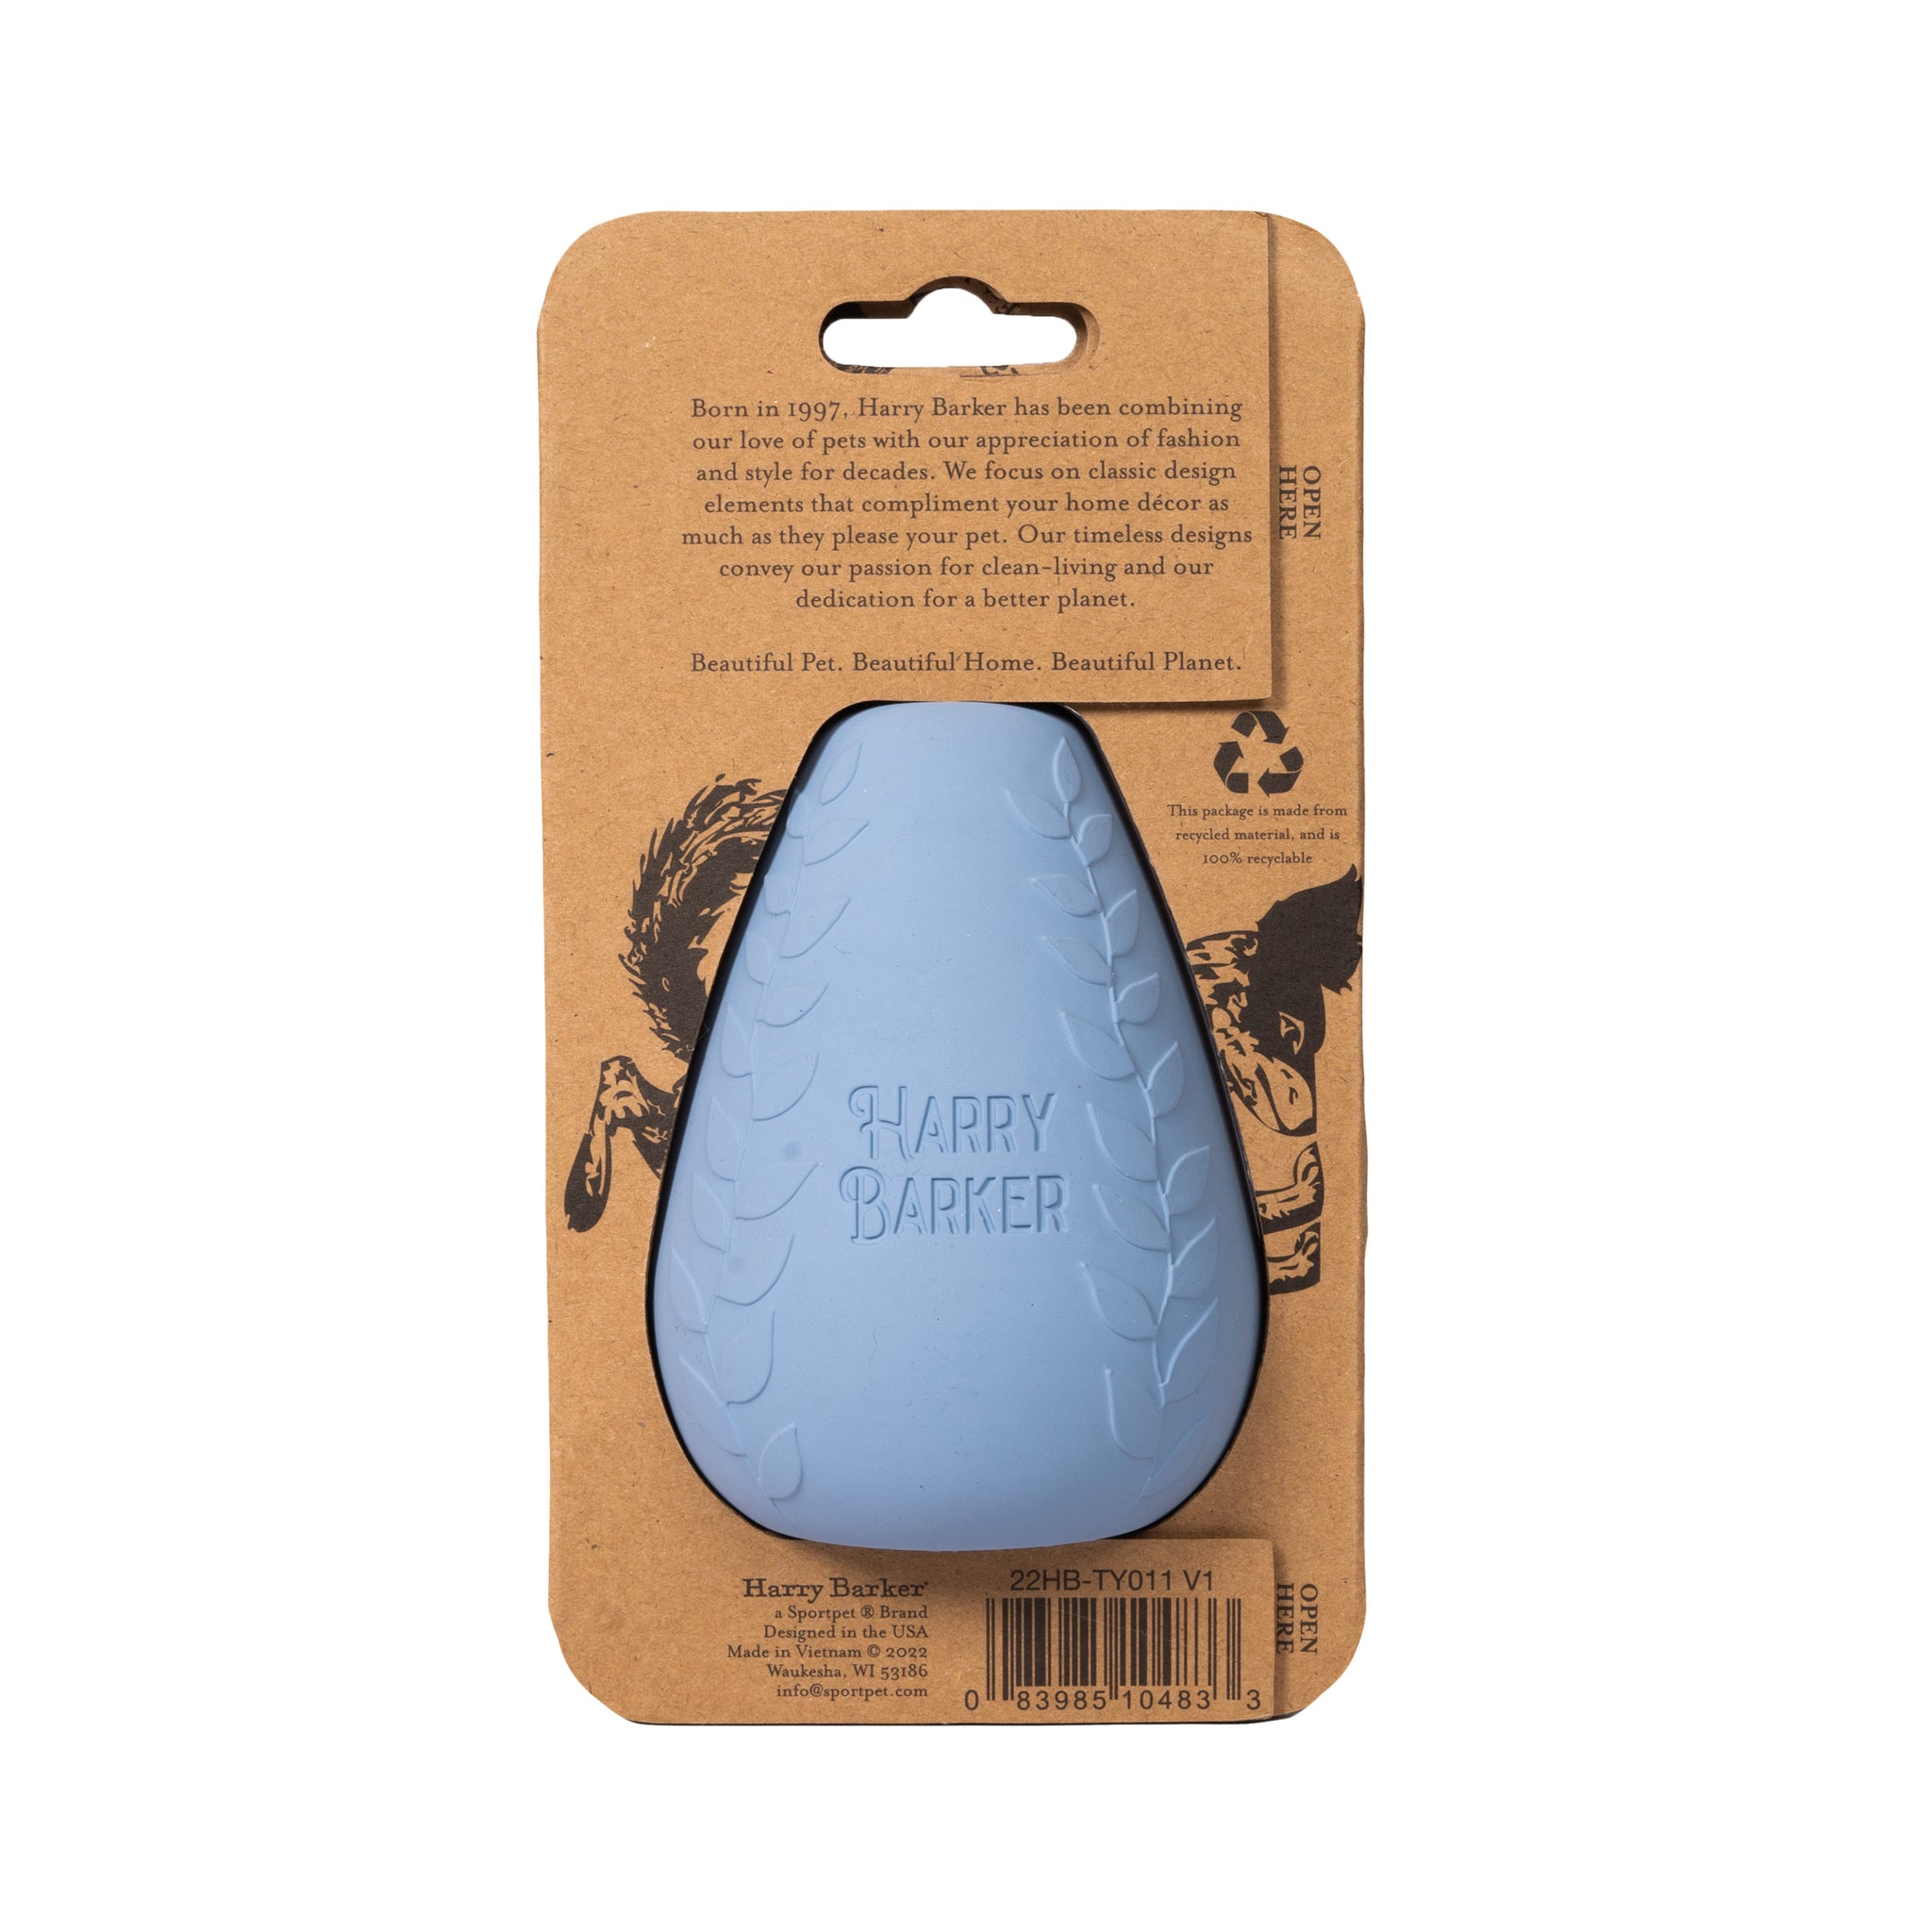 Born in 1997, Harry Barker has been combining
our love of pets with our appreciation of fashion
and style for decades. We focus on classic design
elements that compliment your home décor as
much as they please your pet. Our timeless designs
convey our passion for clean-living and our
dedication for a better planet.
Beautiful Pet. Beautiful Home. Beautiful Planet.
OPEN
HERE
This package is made from
recycled material, and is
100% recyclable
HARRY
BARKER
Harry Barker
a Sportpet ® Brand
Designed in the USA
Made in Vietnam © 2022
Waukesha, WI 53186
info@sportpet.com
22HB-TY011 V1
0 83985 10483 3
OPEN
HERE